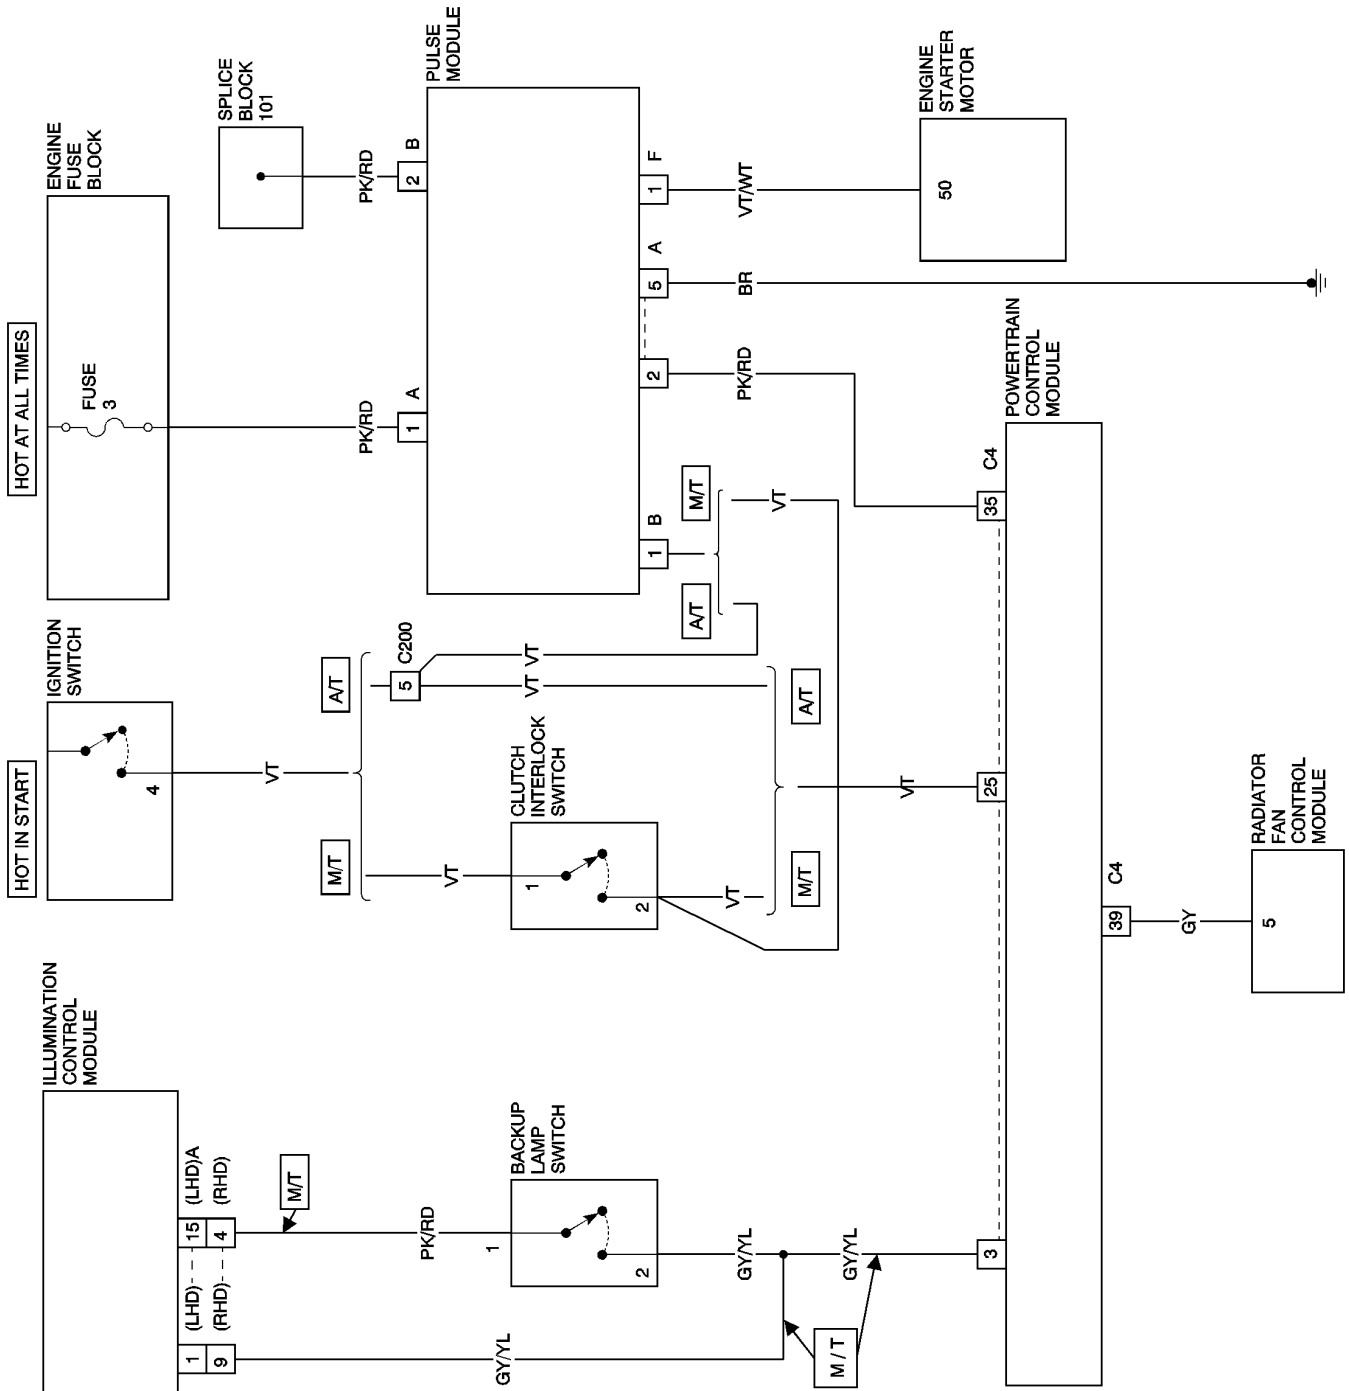 HOT AT ALL TIMES
ENGINE
FUSE
BLOCK
FUSE
3
SPLICE
BLOCK
101
PK/RD
PK/RD
1
A
2
B
PULSE
MODULE
HOT IN START
IGNITION
SWITCH
4
VT
M/T
A/T
5
C200
VT
VT
VT
CLUTCH
INTERLOCK
SWITCH
1
2
VT
M/T
A/T
1
B
A/T
M/T
VT
2
5
A
1
F
PK/RD
BR
VT/WT
ENGINE
STARTER
MOTOR
50
ILLUMINATION
CONTROL
MODULE
1
(LHD)
15
(LHD)A
9
(RHD)
4
(RHD)
M/T
PK/RD
GY/YL
BACKUP
LAMP
SWITCH
1
2
GY/YL
GY/YL
M / T
VT
3
25
35
C4
POWERTRAIN
CONTROL
MODULE
39
C4
GY
RADIATOR
FAN
CONTROL
MODULE
5